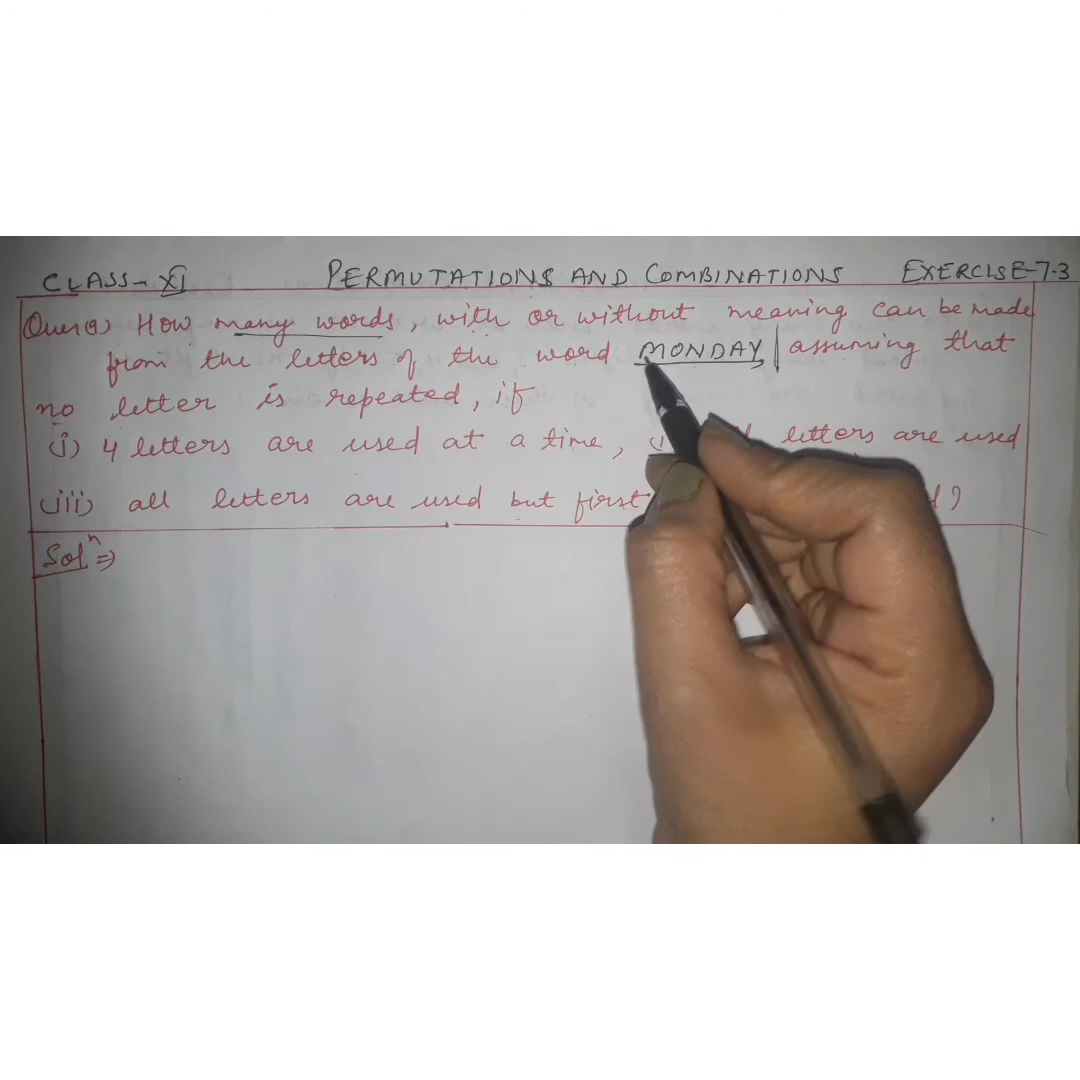 CLASS-XI PERMUTATIONS AND COMBINATIONS EXERCISE-7.3
How many words, with or without meaning can be made
from the letters of the word MONDAY, assuming that
no letter is repeated, if
(i) 4 letters are used at a time, letters are used
(iii) all letters are used but first
Solⁿ ⇒